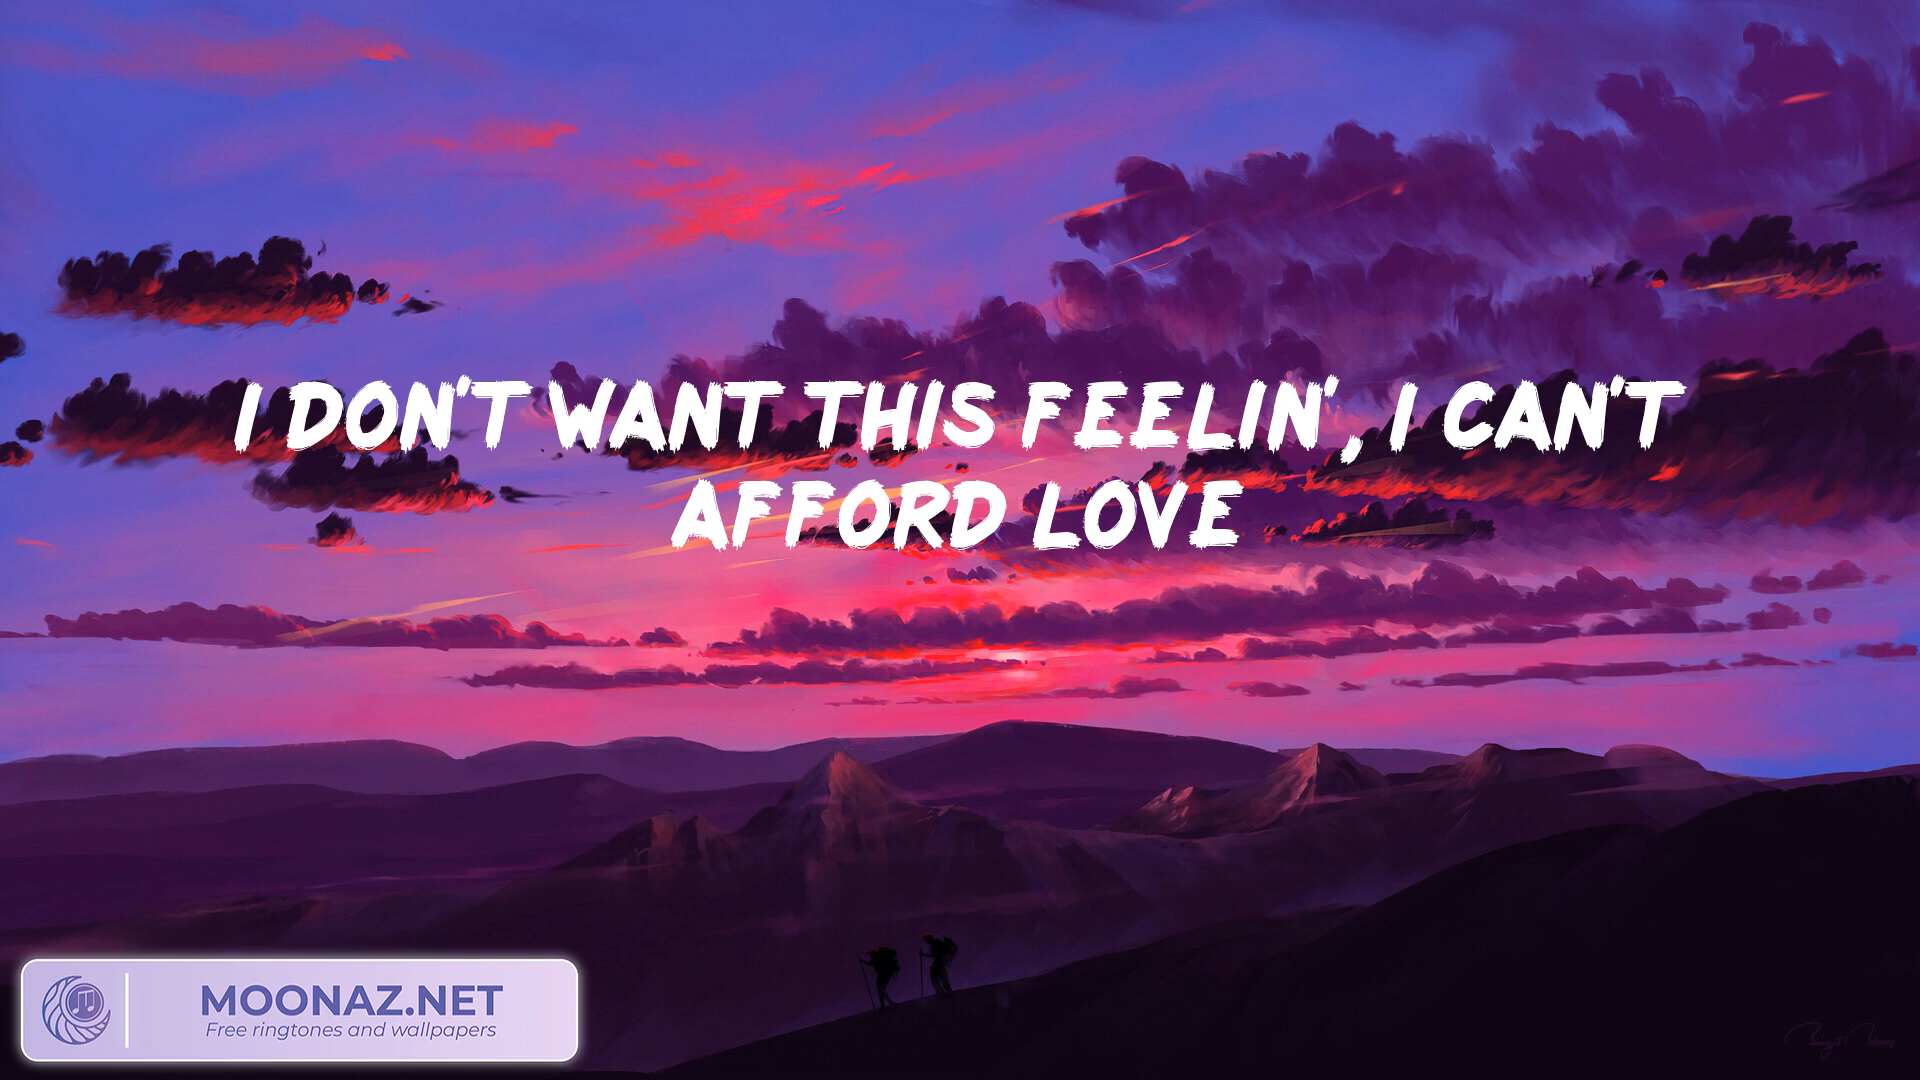 I DON'T WANT THIS FEELIN', I CAN'T
AFFORD LOVE
MOONAZ.NET
Free ringtones and wallpapers